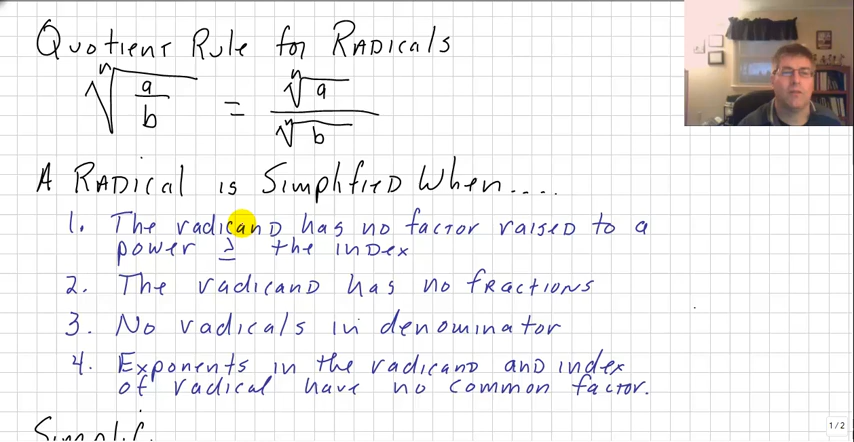 Quotient Rule for Radicals
ⁿ√(a/b) = ⁿ√a / ⁿ√b
A Radical is Simplified When....
1. The radicand has no factor raised to a
power ≥ the index
2. The radicand has no fractions
3. No radicals in denominator
4. Exponents in the radicand and index
of radical have no common factor.
1/2